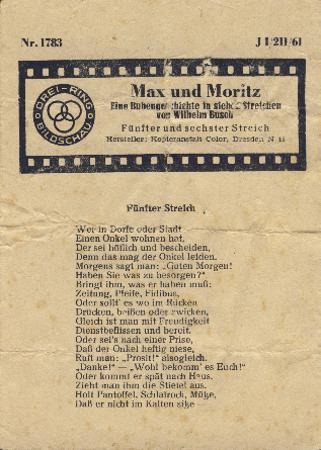 Nr. 1783
J I/211/61
DREI-RING
BILDSCHAU
Max und Moritz
Eine Bubengeschichte in sieben Streichen
von Wilhelm Busch
Fünfter und sechster Streich
Hersteller: Kopieranstalt Color, Dresden N 15
Fünfter Streich
Wer in Dorfe oder Stadt
Einen Onkel wohnen hat,
Der sei höflich und bescheiden,
Denn das mag der Onkel leiden.
Morgens sagt man: „Guten Morgen!
Haben Sie was zu besorgen?"
Bringt ihm, was er haben muß:
Zeitung, Pfeife, Fidibus,
Oder sollt' es wo im Rücken
Drücken, beißen oder zwicken,
Gleich ist man mit Freudigkeit
Dienstbeflissen und bereit.
Oder sei's nach einer Prise,
Daß der Onkel heftig niese,
Ruft man: „Prosit!" alsogleich.
„Danke!" — „Wohl bekomm' es Euch!"
Oder kommt er spät nach Haus,
Zieht man ihm die Stiefel aus,
Holt Pantoffel, Schlafrock, Mütze,
Daß er nicht im Kalten sitze